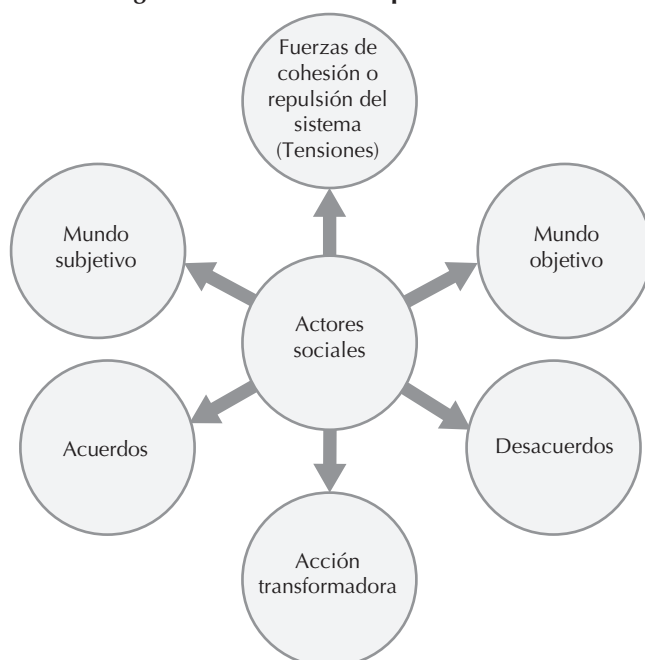 Fuerzas de
cohesión o
repulsión del
sistema
(Tensiones)
Mundo
subjetivo
Mundo
objetivo
Actores
sociales
Acuerdos
Desacuerdos
Acción
transformadora